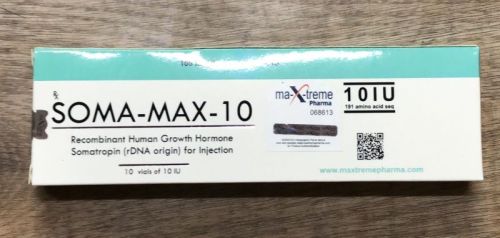 ma-X-treme
Pharma
068613
10IU
191 amino acid seq
℞
SOMA-MAX-10
Recombinant Human Growth Hormone
Somatropin (rDNA origin) for Injection
10 vials of 10 IU
www.maxtremepharma.com